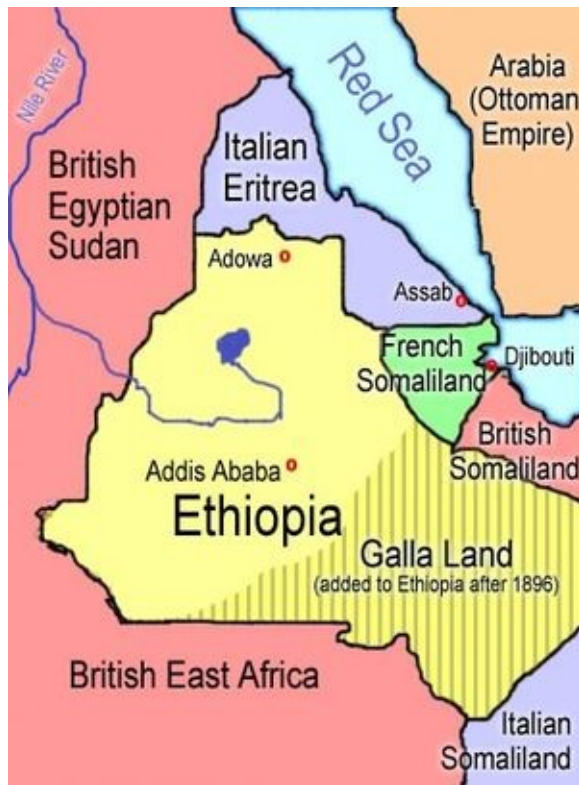 Nile River
Red Sea
Arabia
(Ottoman
Empire)
Italian
Eritrea
British
Egyptian
Sudan
Adowa
Assab
French
Somaliland
Djibouti
British
Somaliland
Addis Ababa
Ethiopia
Galla Land
(added to Ethiopia after 1896)
British East Africa
Italian
Somaliland